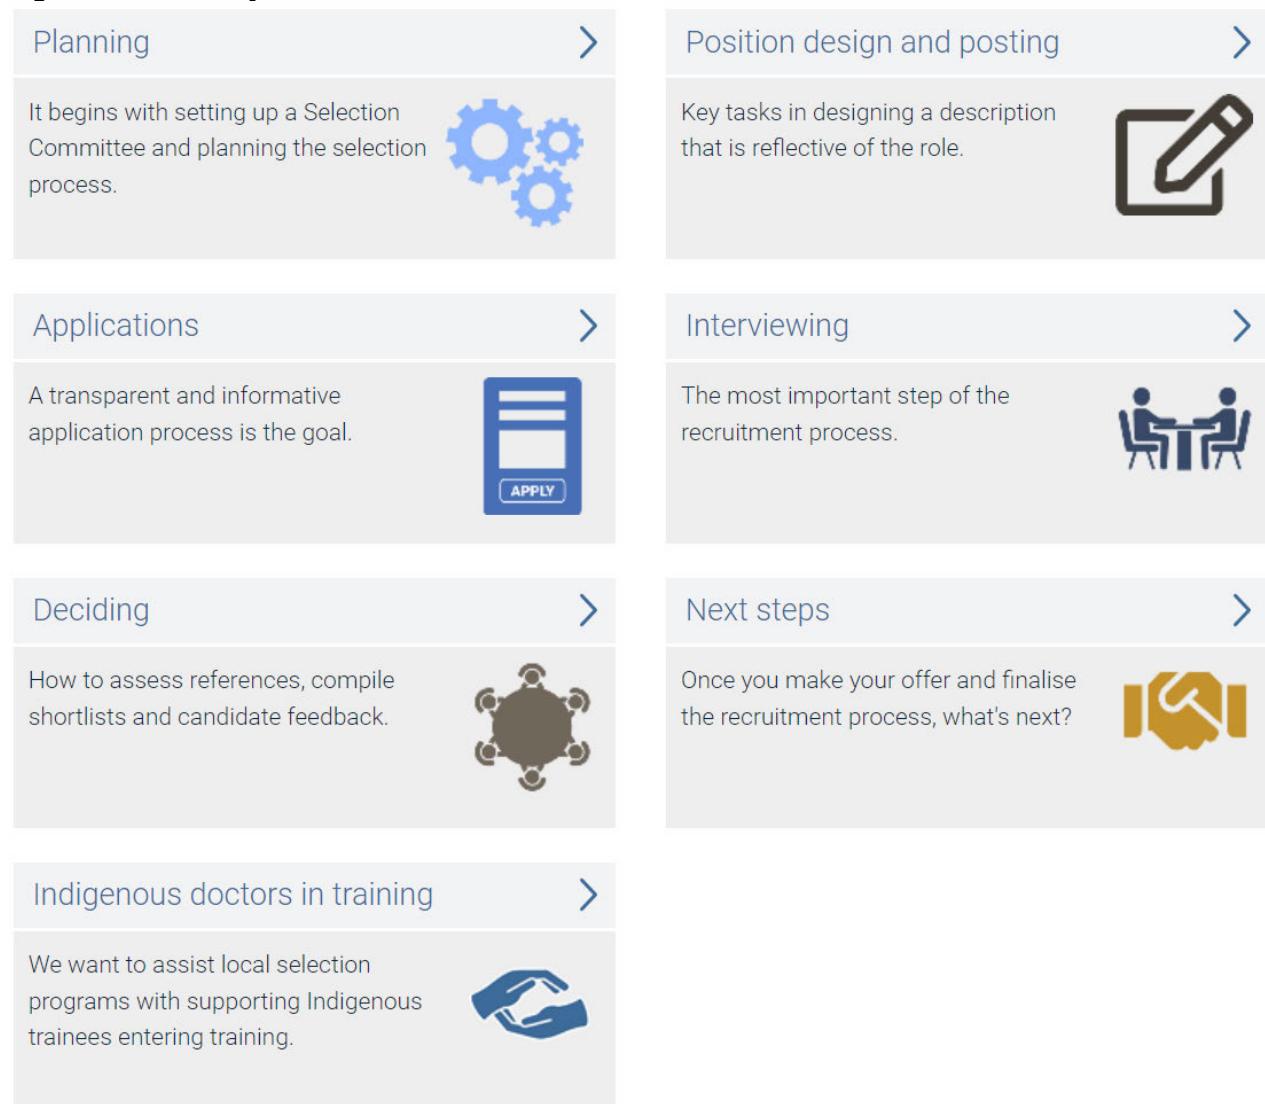 Planning
It begins with setting up a Selection
Committee and planning the selection
process.
Position design and posting
Key tasks in designing a description
that is reflective of the role.
Applications
A transparent and informative
application process is the goal.
APPLY
Interviewing
The most important step of the
recruitment process.
Deciding
How to assess references, compile
shortlists and candidate feedback.
Next steps
Once you make your offer and finalise
the recruitment process, what's next?
Indigenous doctors in training
We want to assist local selection
programs with supporting Indigenous
trainees entering training.